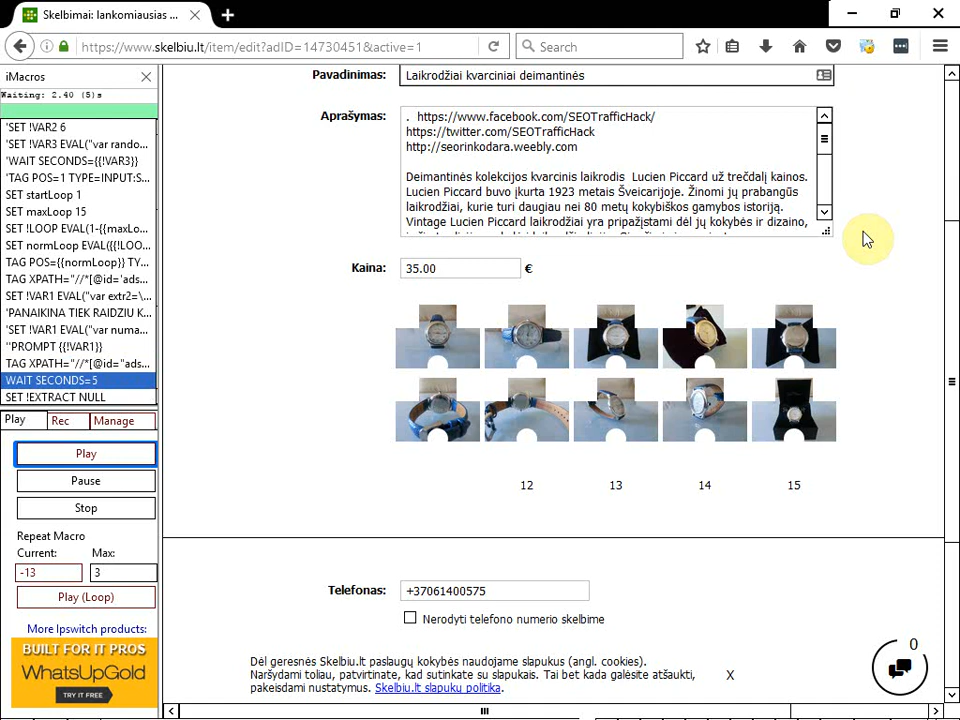 Skelbimai: lankomiausias ...
https://www.skelbiu.lt/item/edit?adID=14730451&active=1
Search
iMacros
Waiting: 2.40 (5)s
'SET !VAR2 6
'SET !VAR3 EVAL("var rando...
'WAIT SECONDS={{!VAR3}}
'TAG POS=1 TYPE=INPUT:S...
SET startLoop 1
SET maxLoop 15
SET !LOOP EVAL(1-{{maxLo...
SET normLoop EVAL({{!LOO...
TAG POS={{normLoop}} TY...
TAG XPATH="//*[@id='ads...
SET !VAR1 EVAL("var extr2=\...
'PANAIKINA TIEK RAIDZIU K...
'SET !VAR1 EVAL("var numa...
''PROMPT {{!VAR1}}
TAG XPATH="//*[@id="ads...
WAIT SECONDS=5
SET !EXTRACT NULL
Play
Rec
Manage
Play
Pause
Stop
Repeat Macro
Current:
Max:
-13
3
Play (Loop)
More Ipswitch products:
BUILT FOR IT PROS
WhatsUpGold
TRY IT FREE
Pavadinimas:
Laikrodžiai kvarciniai deimantinės
Aprašymas:
. https://www.facebook.com/SEOTrafficHack/
https://twitter.com/SEOTrafficHack
http://seorinkodara.weebly.com
Deimantinės kolekcijos kvarcinis laikrodis Lucien Piccard už trečdalį kainos.
Lucien Piccard buvo įkurta 1923 metais Šveicarijoje. Žinomi jų prabangūs
laikrodžiai, kurie turi daugiau nei 80 metų kokybiškos gamybos istoriją.
Vintage Lucien Piccard laikrodžiai yra pripažįstami dėl jų kokybės ir dizaino,
Kaina:
35.00
€
12
13
14
15
Telefonas:
+37061400575
Nerodyti telefono numerio skelbime
Dėl geresnės Skelbiu.lt paslaugų kokybės naudojame slapukus (angl. cookies).
Naršydami toliau, patvirtinate, kad sutinkate su slapukais. Tai bet kada galėsite atšaukti,
pakeisdami nustatymus. Skelbiu.lt slapukų politika.
X
0